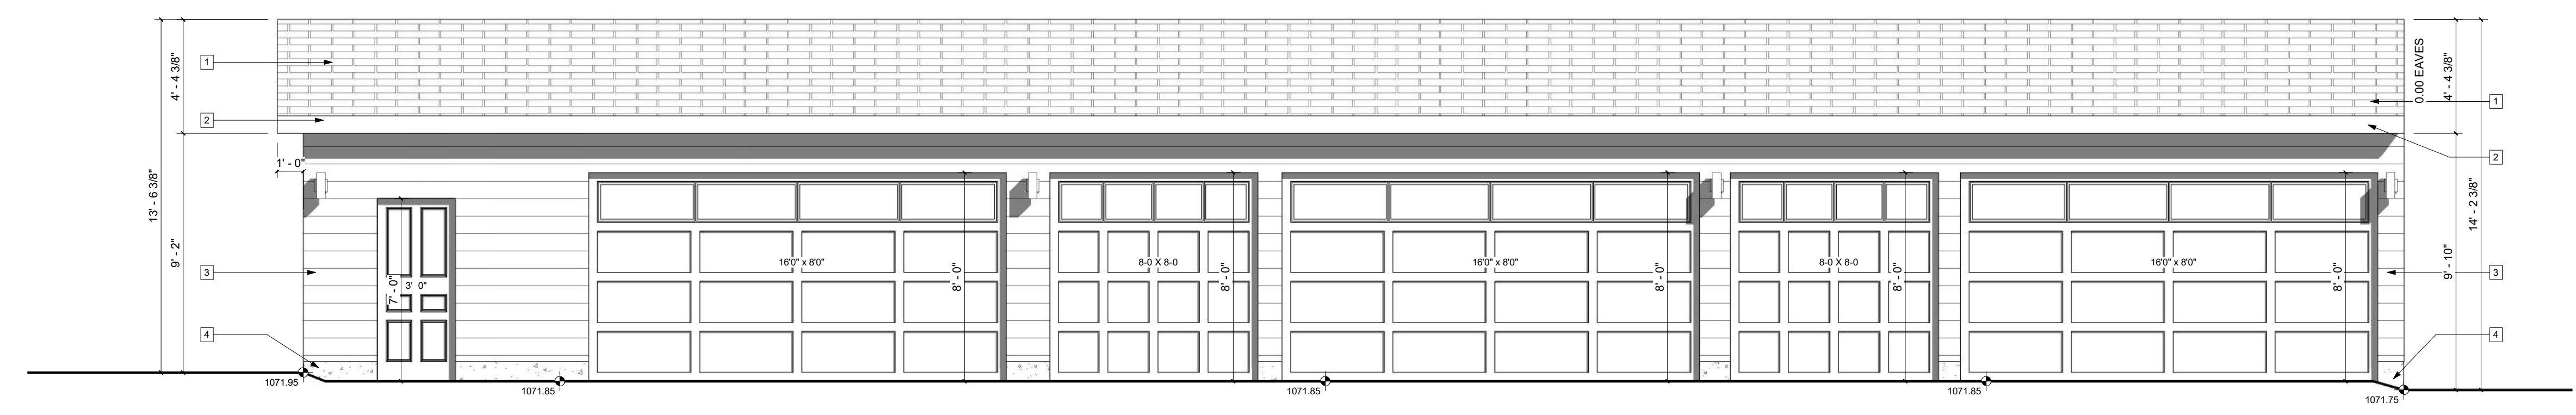 1
4' - 4 3/8"
2
1' - 0"
13' - 6 3/8"
9' - 2"
3
4
1071.95
7' - 0"
3' 0"
1071.85
16'0" x 8'0"
8' - 0"
8-0 X 8-0
8' - 0"
1071.85
16'0" x 8'0"
8' - 0"
8-0 X 8-0
8' - 0"
1071.85
16'0" x 8'0"
8' - 0"
0.00 EAVES
4' - 4 3/8"
1
2
14' - 2 3/8"
9' - 10"
3
4
1071.75